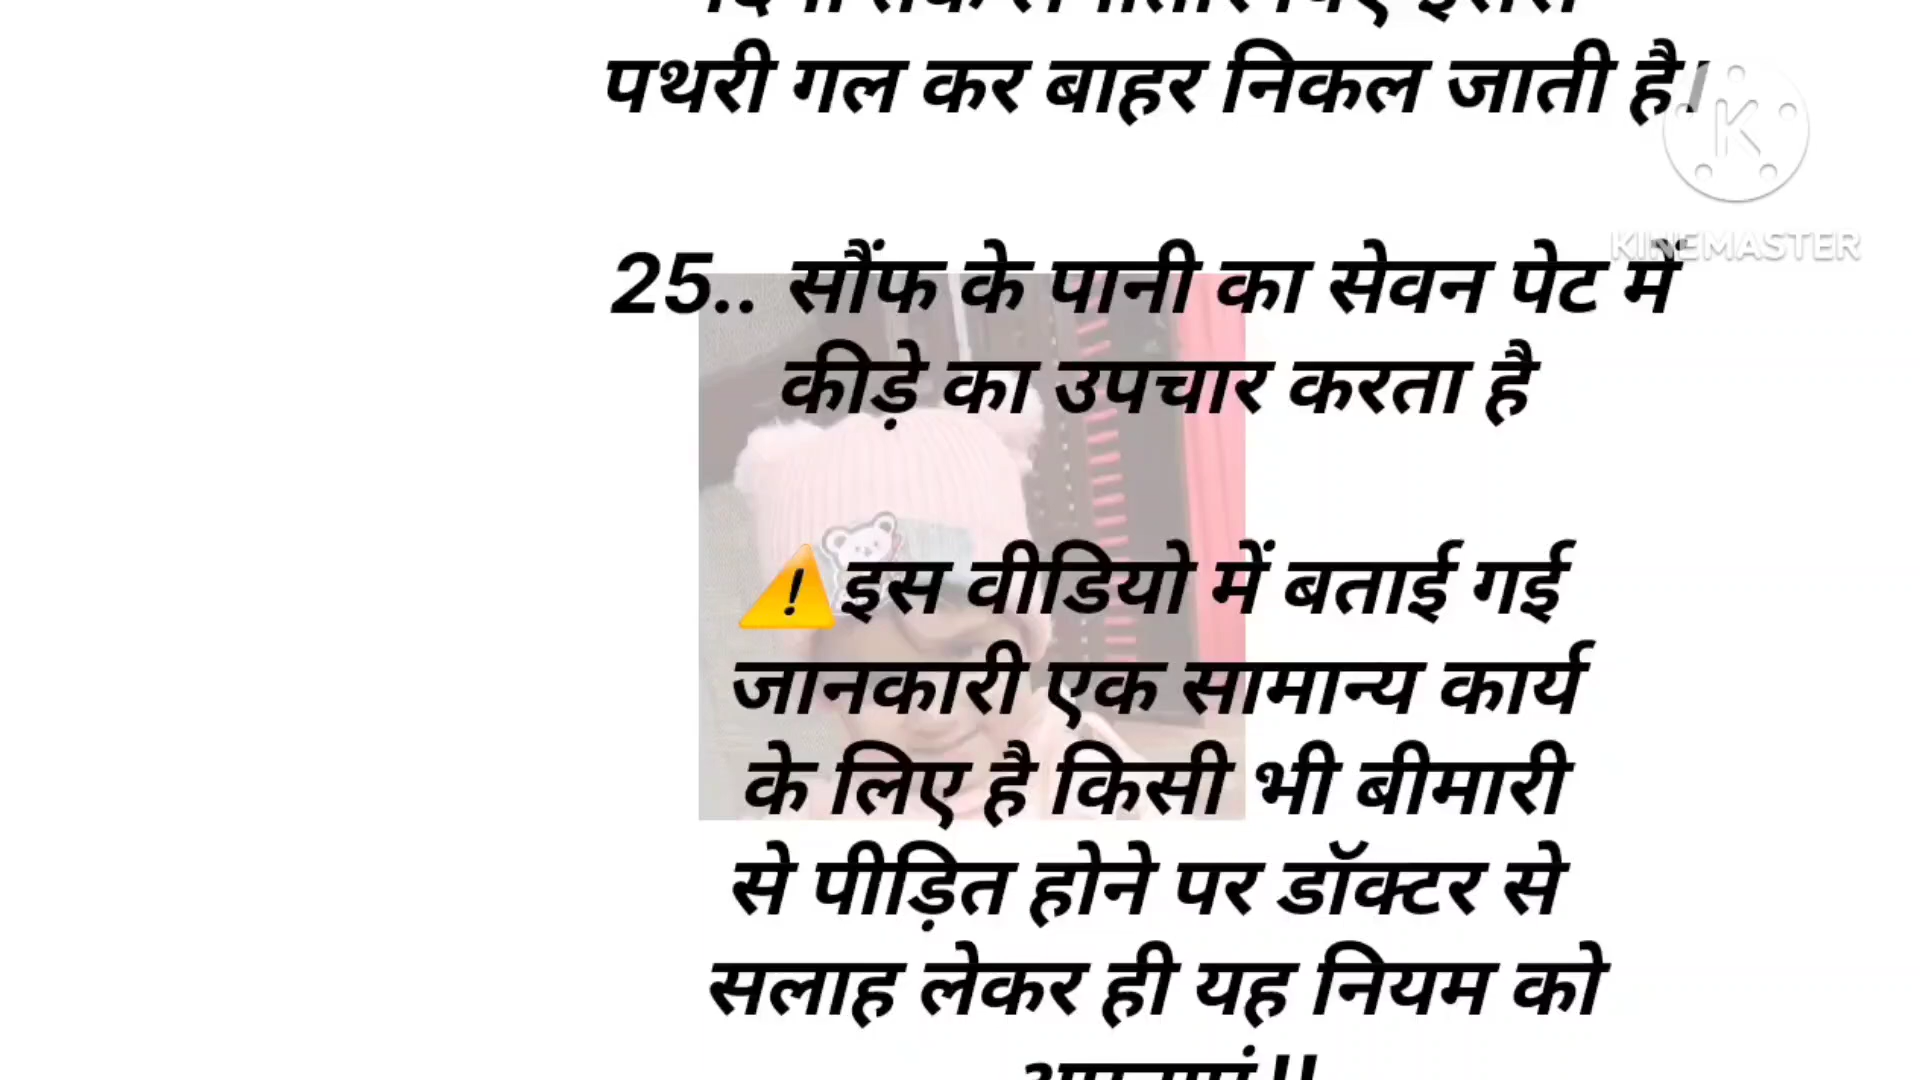 पथरी गल कर बाहर निकल जाती है।
KINEMASTER
25.. सौंफ के पानी का सेवन पेट में
कीड़े का उपचार करता है
⚠️इस वीडियो में बताई गई
जानकारी एक सामान्य कार्य
के लिए है किसी भी बीमारी
से पीड़ित होने पर डॉक्टर से
सलाह लेकर ही यह नियम को